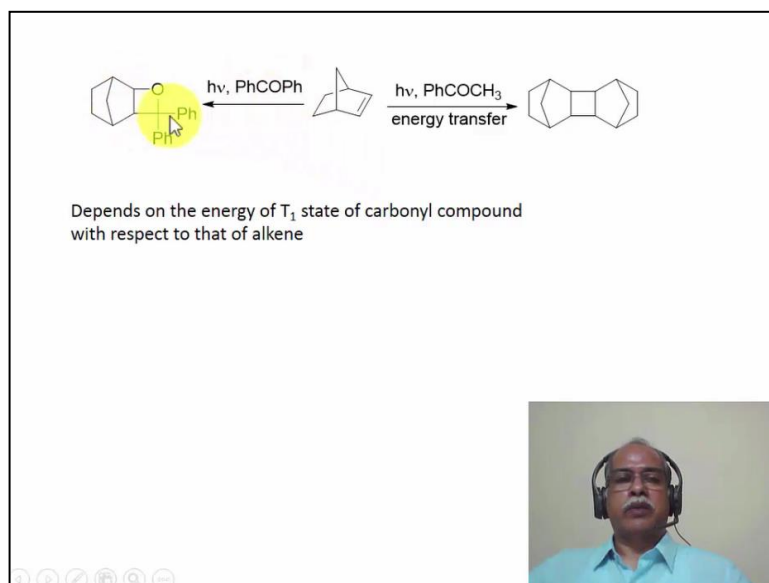 O
Ph
Ph
hν, PhCOPh
hν, PhCOCH₃
energy transfer
Depends on the energy of T₁ state of carbonyl compound
with respect to that of alkene